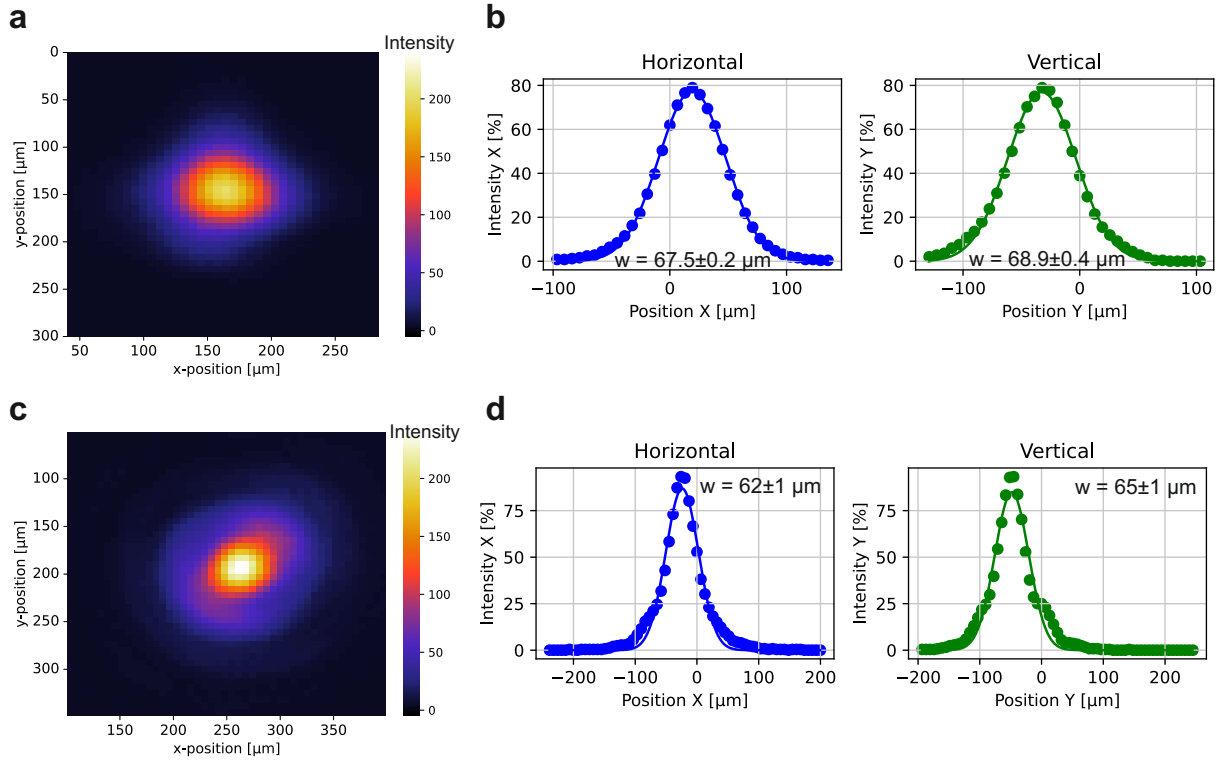 a
Intensity
0
50
100
150
200
250
300
y-position [µm]
50
100
150
200
250
x-position [µm]
200
150
100
50
0
b
Horizontal
80
60
40
20
0
Intensity X [%]
w = 67.5±0.2 µm
−100
0
100
Position X [µm]
Vertical
80
60
40
20
0
Intensity Y [%]
w = 68.9±0.4 µm
−100
0
100
Position Y [µm]
c
Intensity
100
150
200
250
300
y-position [µm]
150
200
250
300
350
x-position [µm]
200
150
100
50
0
d
Horizontal
w = 62±1 µm
75
50
25
0
Intensity X [%]
−200
−100
0
100
200
Position X [µm]
Vertical
w = 65±1 µm
75
50
25
0
Intensity Y [%]
−200
−100
0
100
200
Position Y [µm]